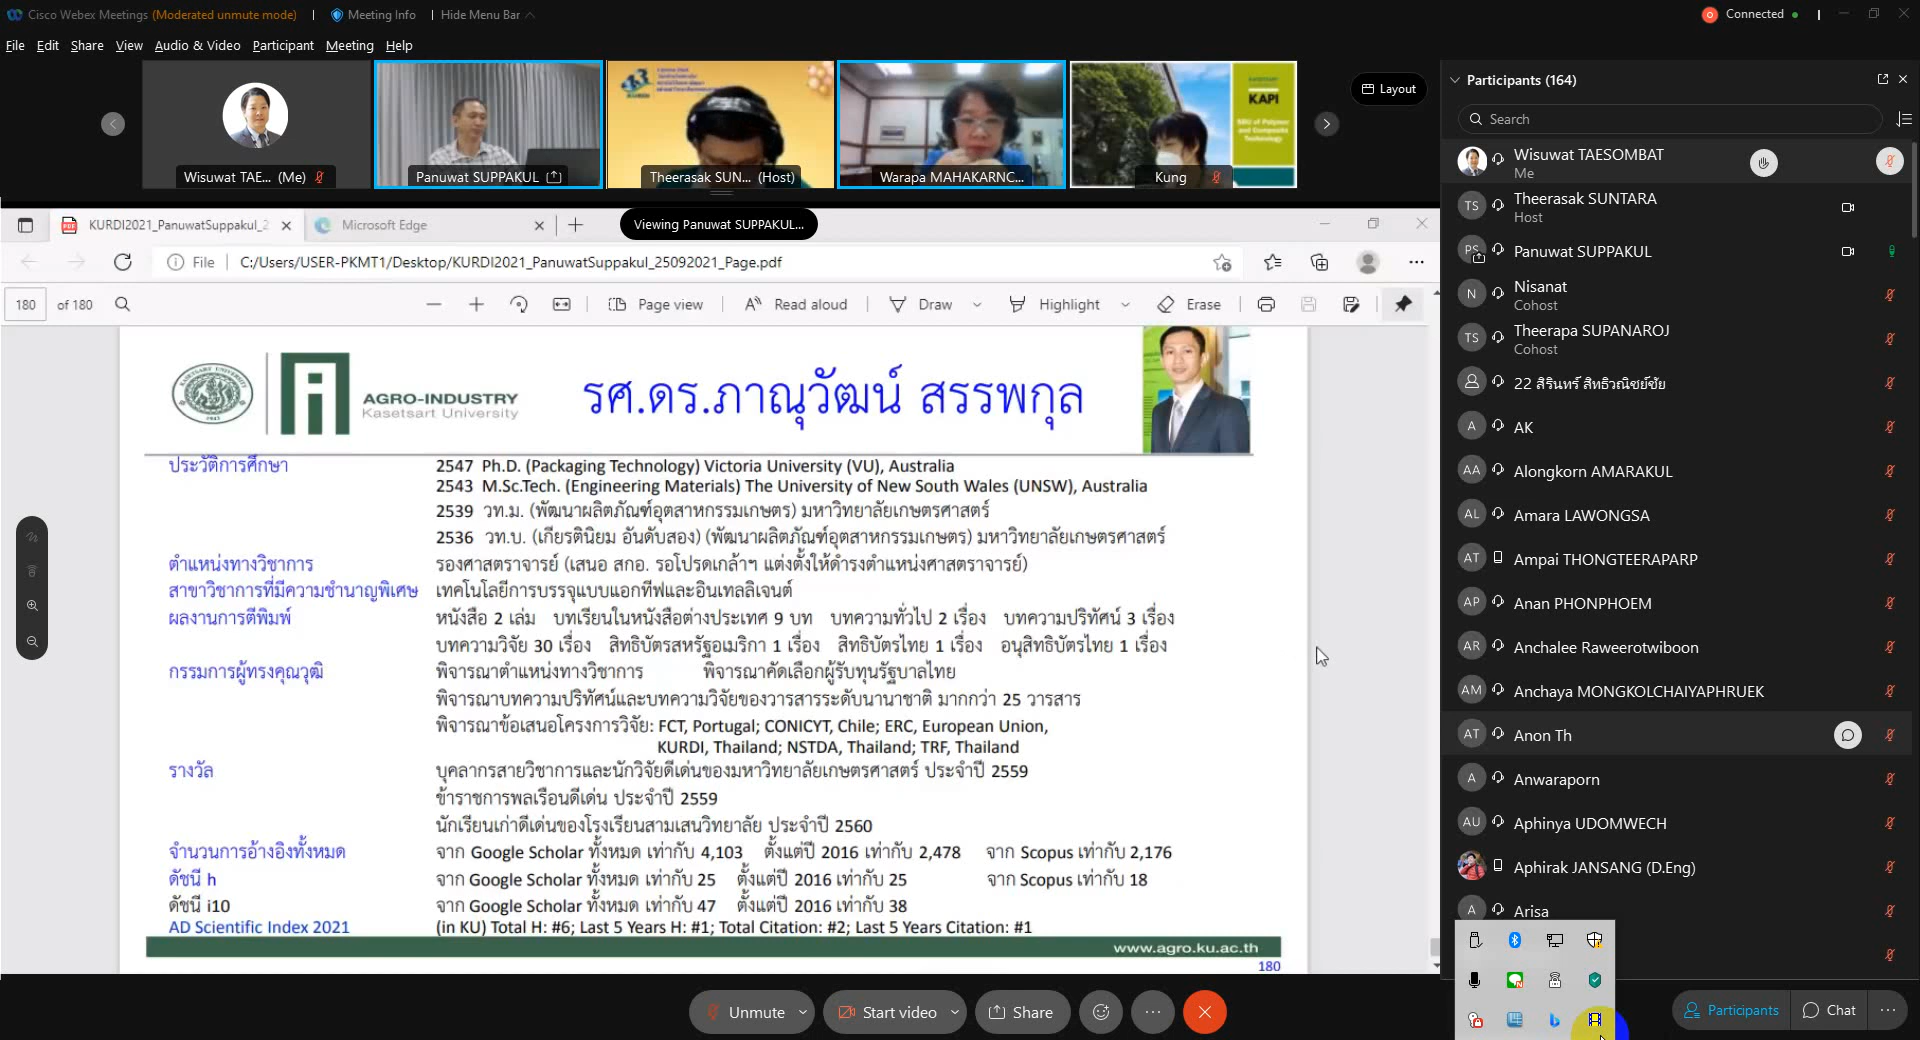 Cisco Webex Meetings (Moderated unmute mode) | Meeting Info | Hide Menu Bar
Connected
File Edit Share View Audio & Video Participant Meeting Help
Wisuwat TAE... (Me)
Panuwat SUPPAKUL
Theerasak SUN... (Host)
Warapa MAHAKARNC...
KAPI
SBU of Polymer
and Composite
Technology
Kung
Layout
KURDI2021_PanuwatSuppakul_2
Microsoft Edge
Viewing Panuwat SUPPAKUL...
File C:/Users/USER-PKMT1/Desktop/KURDI2021_PanuwatSuppakul_25092021_Page.pdf
180 of 180 Page view Read aloud Draw Highlight Erase
AGRO-INDUSTRY
Kasetsart University
รศ.ดร.ภาณุวัฒน์ สรรพกุล
ประวัติการศึกษา 2547 Ph.D. (Packaging Technology) Victoria University (VU), Australia
2543 M.Sc.Tech. (Engineering Materials) The University of New South Wales (UNSW), Australia
2539 วท.ม. (พัฒนาผลิตภัณฑ์อุตสาหกรรมเกษตร) มหาวิทยาลัยเกษตรศาสตร์
2536 วท.บ. (เกียรตินิยม อันดับสอง) (พัฒนาผลิตภัณฑ์อุตสาหกรรมเกษตร) มหาวิทยาลัยเกษตรศาสตร์
ตำแหน่งทางวิชาการ รองศาสตราจารย์ (เสนอ สกอ. รอโปรดเกล้าฯ แต่งตั้งให้ดำรงตำแหน่งศาสตราจารย์)
สาขาวิชาการที่มีความชำนาญพิเศษ เทคโนโลยีการบรรจุแบบแอกทีฟและอินเทลลิเจนต์
ผลงานการตีพิมพ์ หนังสือ 2 เล่ม บทเรียนในหนังสือต่างประเทศ 9 บท บทความทั่วไป 2 เรื่อง บทความปริทัศน์ 3 เรื่อง
บทความวิจัย 30 เรื่อง สิทธิบัตรสหรัฐอเมริกา 1 เรื่อง สิทธิบัตรไทย 1 เรื่อง อนุสิทธิบัตรไทย 1 เรื่อง
กรรมการผู้ทรงคุณวุฒิ พิจารณาตำแหน่งทางวิชาการ พิจารณาคัดเลือกผู้รับทุนรัฐบาลไทย
พิจารณาบทความปริทัศน์และบทความวิจัยของวารสารระดับนานาชาติ มากกว่า 25 วารสาร
พิจารณาข้อเสนอโครงการวิจัย: FCT, Portugal; CONICYT, Chile; ERC, European Union,
KURDI, Thailand; NSTDA, Thailand; TRF, Thailand
รางวัล บุคลากรสายวิชาการและนักวิจัยดีเด่นของมหาวิทยาลัยเกษตรศาสตร์ ประจำปี 2559
ข้าราชการพลเรือนดีเด่น ประจำปี 2559
นักเรียนเก่าดีเด่นของโรงเรียนสามเสนวิทยาลัย ประจำปี 2560
จำนวนการอ้างอิงทั้งหมด จาก Google Scholar ทั้งหมด เท่ากับ 4,103 ตั้งแต่ปี 2016 เท่ากับ 2,478 จาก Scopus เท่ากับ 2,176
ดัชนี h จาก Google Scholar ทั้งหมด เท่ากับ 25 ตั้งแต่ปี 2016 เท่ากับ 25 จาก Scopus เท่ากับ 18
ดัชนี i10 จาก Google Scholar ทั้งหมด เท่ากับ 47 ตั้งแต่ปี 2016 เท่ากับ 38
AD Scientific Index 2021 (in KU) Total H: #6; Last 5 Years H: #1; Total Citation: #2; Last 5 Years Citation: #1
www.agro.ku.ac.th
180
Participants (164)
Search
Wisuwat TAESOMBAT
Me
TS Theerasak SUNTARA
Host
PS Panuwat SUPPAKUL
N Nisanat
Cohost
TS Theerapa SUPANAROJ
Cohost
22 สิรินทร์ สิทธิวณิชย์ชัย
A AK
AA Alongkorn AMARAKUL
AL Amara LAWONGSA
AT Ampai THONGTEERAPARP
AP Anan PHONPHOEM
AR Anchalee Raweerotwiboon
AM Anchaya MONGKOLCHAIYAPHRUEK
AT Anon Th
A Anwaraporn
AU Aphinya UDOMWECH
Aphirak JANSANG (D.Eng)
A Arisa
Unmute Start video Share
Participants Chat